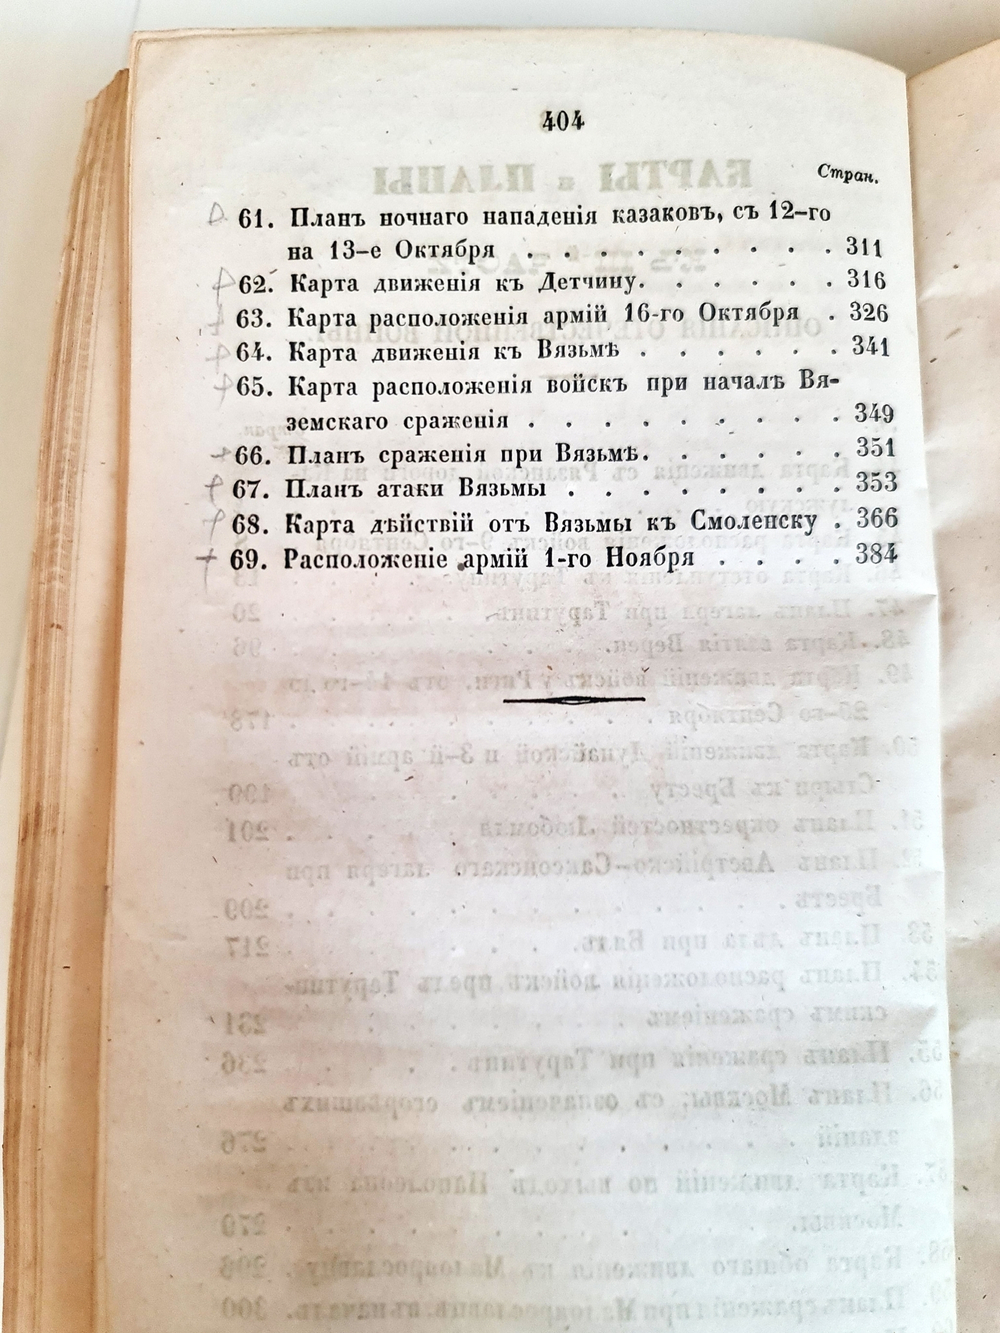 404
Стран.
61. Планъ ночнаго нападенія казаковъ, съ 12-го
на 13-е Октября . . . . . . . . . . 311
62. Карта движенія къ Детчину. . . . . . . 316
63. Карта расположенія армій 16-го Октября . 326
64. Карта движенія къ Вязьмѣ . . . . . . . 341
65. Карта расположенія войскъ при началѣ Вя-
земскаго сраженія . . . . . . . . . . 349
66. Планъ сраженія при Вязьмѣ. . . . . . . 351
67. Планъ атаки Вязьмы . . . . . . . . . 353
68. Карта дѣйствій отъ Вязьмы къ Смоленску . 366
69. Расположеніе армій 1-го Ноября . . . . . 384